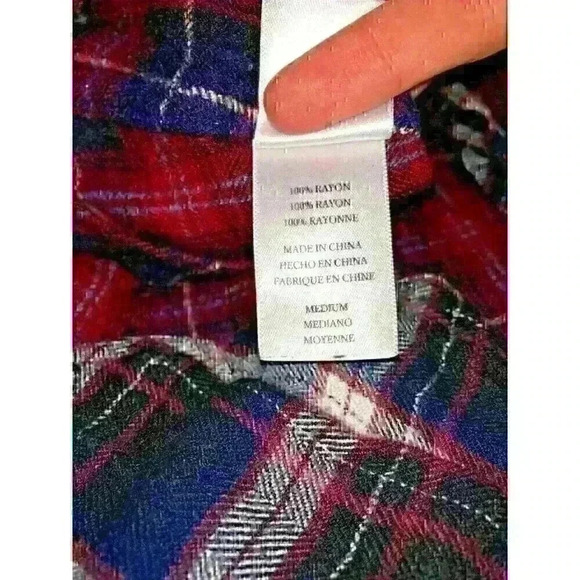 100% RAYON
100% RAYON
100% RAYONNE
MADE IN CHINA
HECHO EN CHINA
FABRIQUE EN CHINE
MEDIUM
MEDIANO
MOYENNE